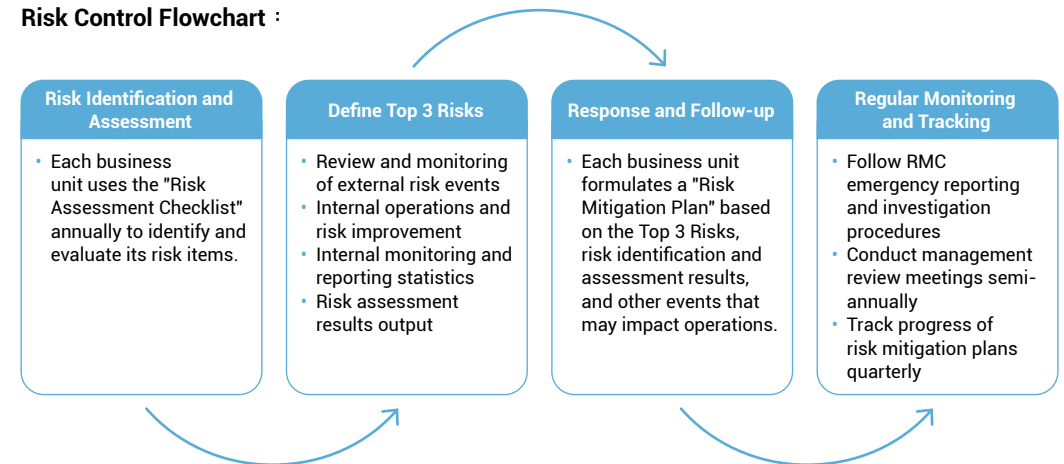 Risk Control Flowchart：
Risk Identification and
Assessment
• Each business
unit uses the "Risk
Assessment Checklist"
annually to identify and
evaluate its risk items.
Define Top 3 Risks
• Review and monitoring
of external risk events
• Internal operations and
risk improvement
• Internal monitoring and
reporting statistics
• Risk assessment
results output
Response and Follow-up
• Each business unit
formulates a "Risk
Mitigation Plan" based
on the Top 3 Risks,
risk identification and
assessment results,
and other events that
may impact operations.
Regular Monitoring
and Tracking
• Follow RMC
emergency reporting
and investigation
procedures
• Conduct management
review meetings semi-
annually
• Track progress of
risk mitigation plans
quarterly